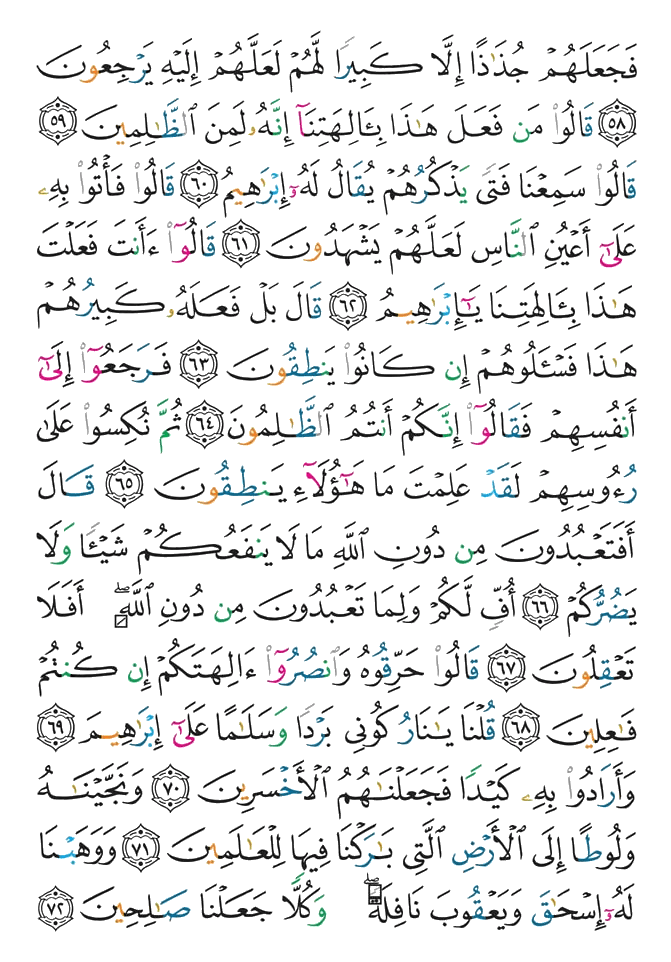 فَجَعَلَهُمْ جُذَٰذًا إِلَّا كَبِيرًا لَّهُمْ لَعَلَّهُمْ إِلَيْهِ يَرْجِعُونَ
۝٥٨ قَالُوا۟ مَن فَعَلَ هَٰذَا بِـَٔالِهَتِنَآ إِنَّهُۥ لَمِنَ ٱلظَّٰلِمِينَ ۝٥٩
قَالُوا۟ سَمِعْنَا فَتًى يَذْكُرُهُمْ يُقَالُ لَهُۥٓ إِبْرَٰهِيمُ ۝٦٠ قَالُوا۟ فَأْتُوا۟ بِهِۦ
عَلَىٰٓ أَعْيُنِ ٱلنَّاسِ لَعَلَّهُمْ يَشْهَدُونَ ۝٦١ قَالُوٓا۟ ءَأَنتَ فَعَلْتَ
هَٰذَا بِـَٔالِهَتِنَا يَٰٓإِبْرَٰهِيمُ ۝٦٢ قَالَ بَلْ فَعَلَهُۥ كَبِيرُهُمْ
هَٰذَا فَسْـَٔلُوهُمْ إِن كَانُوا۟ يَنطِقُونَ ۝٦٣ فَرَجَعُوٓا۟ إِلَىٰٓ
أَنفُسِهِمْ فَقَالُوٓا۟ إِنَّكُمْ أَنتُمُ ٱلظَّٰلِمُونَ ۝٦٤ ثُمَّ نُكِسُوا۟ عَلَىٰ
رُءُوسِهِمْ لَقَدْ عَلِمْتَ مَا هَٰٓؤُلَآءِ يَنطِقُونَ ۝٦٥ قَالَ
أَفَتَعْبُدُونَ مِن دُونِ ٱللَّهِ مَا لَا يَنفَعُكُمْ شَيْـًٔا وَلَا
يَضُرُّكُمْ ۝٦٦ أُفٍّ لَّكُمْ وَلِمَا تَعْبُدُونَ مِن دُونِ ٱللَّهِ ۖ أَفَلَا
تَعْقِلُونَ ۝٦٧ قَالُوا۟ حَرِّقُوهُ وَٱنصُرُوٓا۟ ءَالِهَتَكُمْ إِن كُنتُمْ
فَٰعِلِينَ ۝٦٨ قُلْنَا يَٰنَارُ كُونِى بَرْدًا وَسَلَٰمًا عَلَىٰٓ إِبْرَٰهِيمَ ۝٦٩
وَأَرَادُوا۟ بِهِۦ كَيْدًا فَجَعَلْنَٰهُمُ ٱلْأَخْسَرِينَ ۝٧٠ وَنَجَّيْنَٰهُ
وَلُوطًا إِلَى ٱلْأَرْضِ ٱلَّتِى بَٰرَكْنَا فِيهَا لِلْعَٰلَمِينَ ۝٧١ وَوَهَبْنَا
لَهُۥٓ إِسْحَٰقَ وَيَعْقُوبَ نَافِلَةً ۖ وَكُلًّا جَعَلْنَا صَٰلِحِينَ ۝٧٢